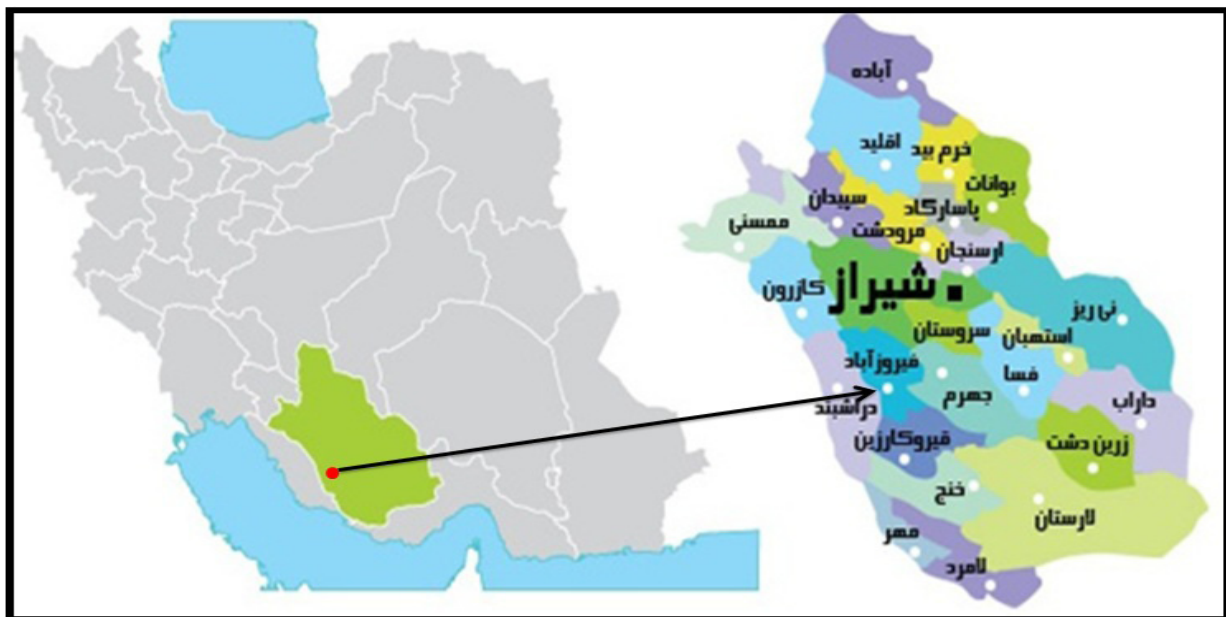 آباده
اقلید
خرم بید
بوانات
سپیدان
پاسارگاد
ممسنی
مرودشت
ارسنجان
شیراز
کازرون
نی ریز
سروستان
استهبان
فیروزآباد
فسا
جهرم
داراب
دراشبند
قیروکارزین
زرین دشت
خنج
لارستان
مهر
لامرد